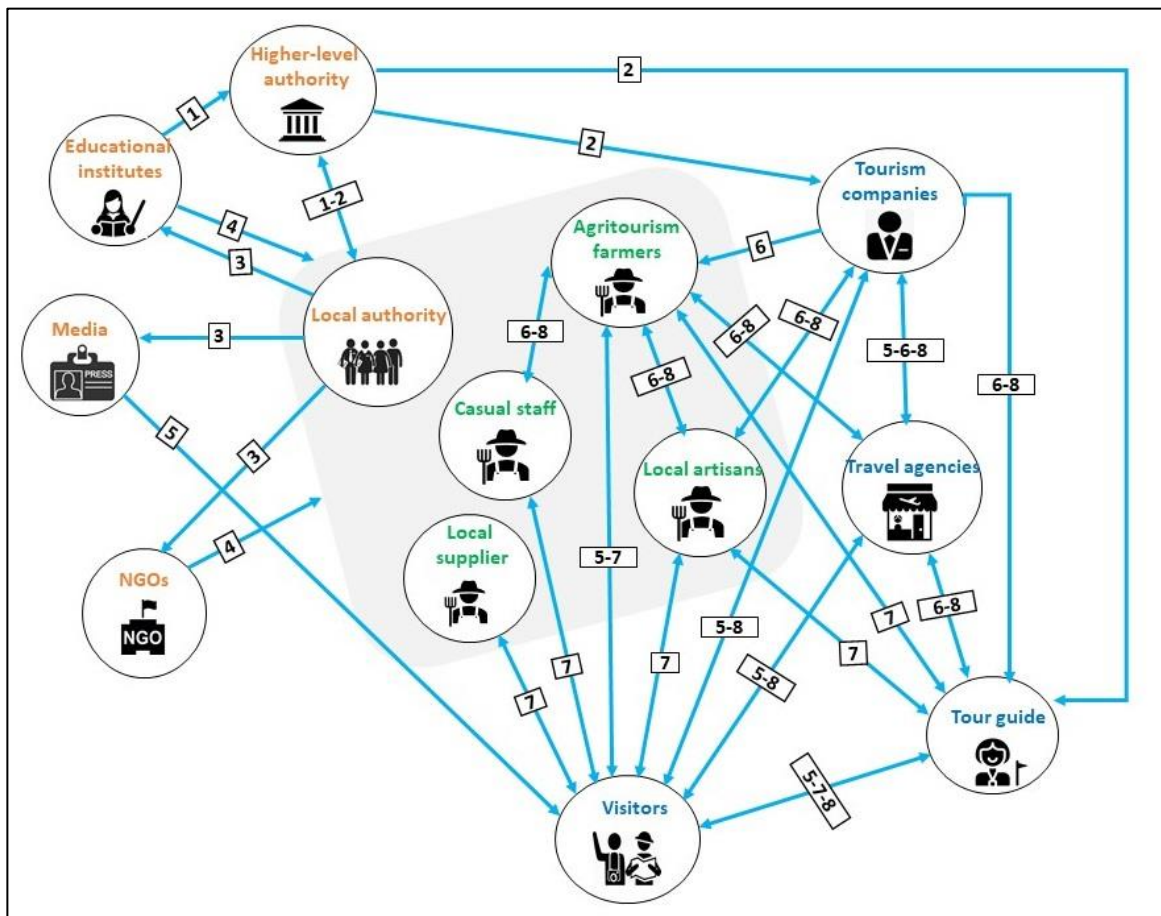 Higher-level
authority
2
1
2
Educational
institutes
Tourism
companies
1-2
4
Agritourism
farmers
6
3
Media
PRESS
3
Local authority
6-8
6-8
6-8
5-6-8
6-8
6-8
Casual staff
5
3
Local artisans
Travel agencies
Local
supplier
4
5-7
NGOs
NGO
6-8
7
5-8
7
7
7
5-8
7
Tour guide
5-7-8
Visitors